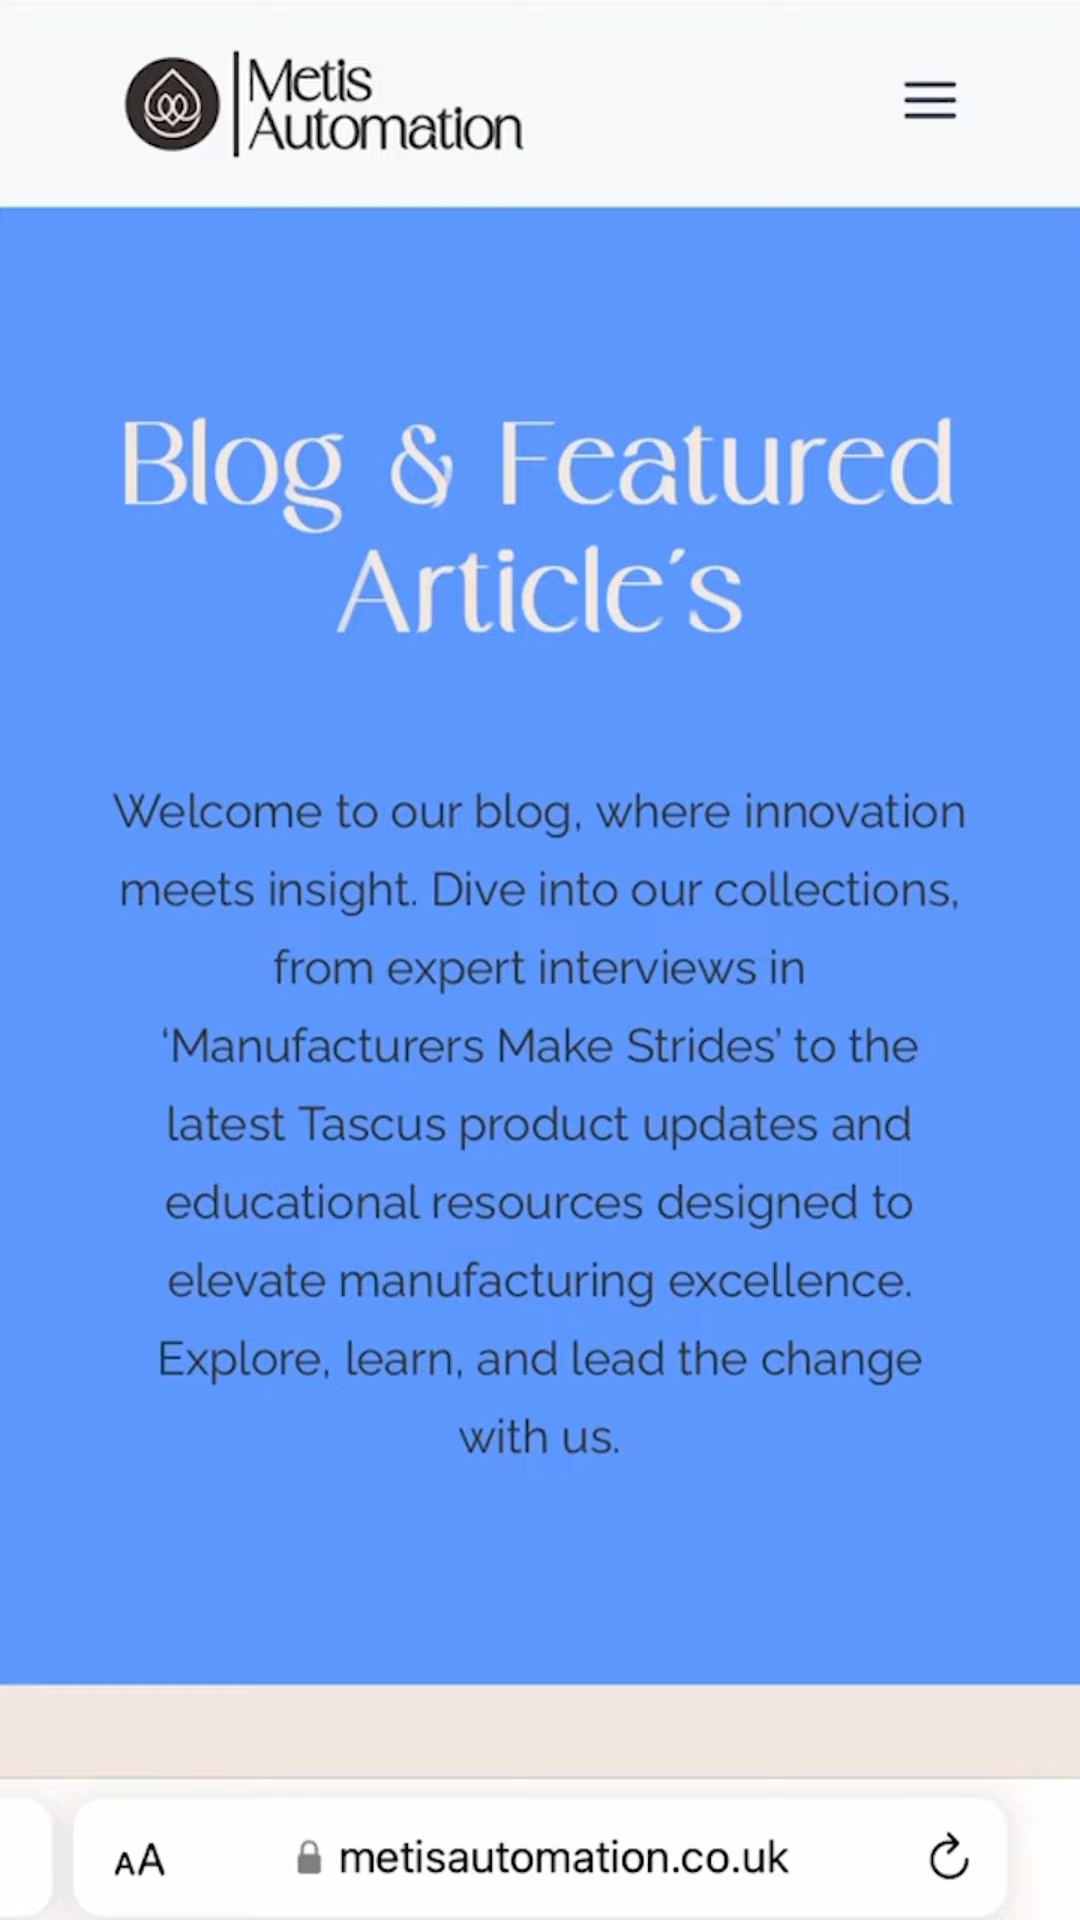 Metis
Automation
Blog & Featured
Article's
Welcome to our blog, where innovation
meets insight. Dive into our collections,
from expert interviews in
‘Manufacturers Make Strides’ to the
latest Tascus product updates and
educational resources designed to
elevate manufacturing excellence.
Explore, learn, and lead the change
with us.
AA metisautomation.co.uk